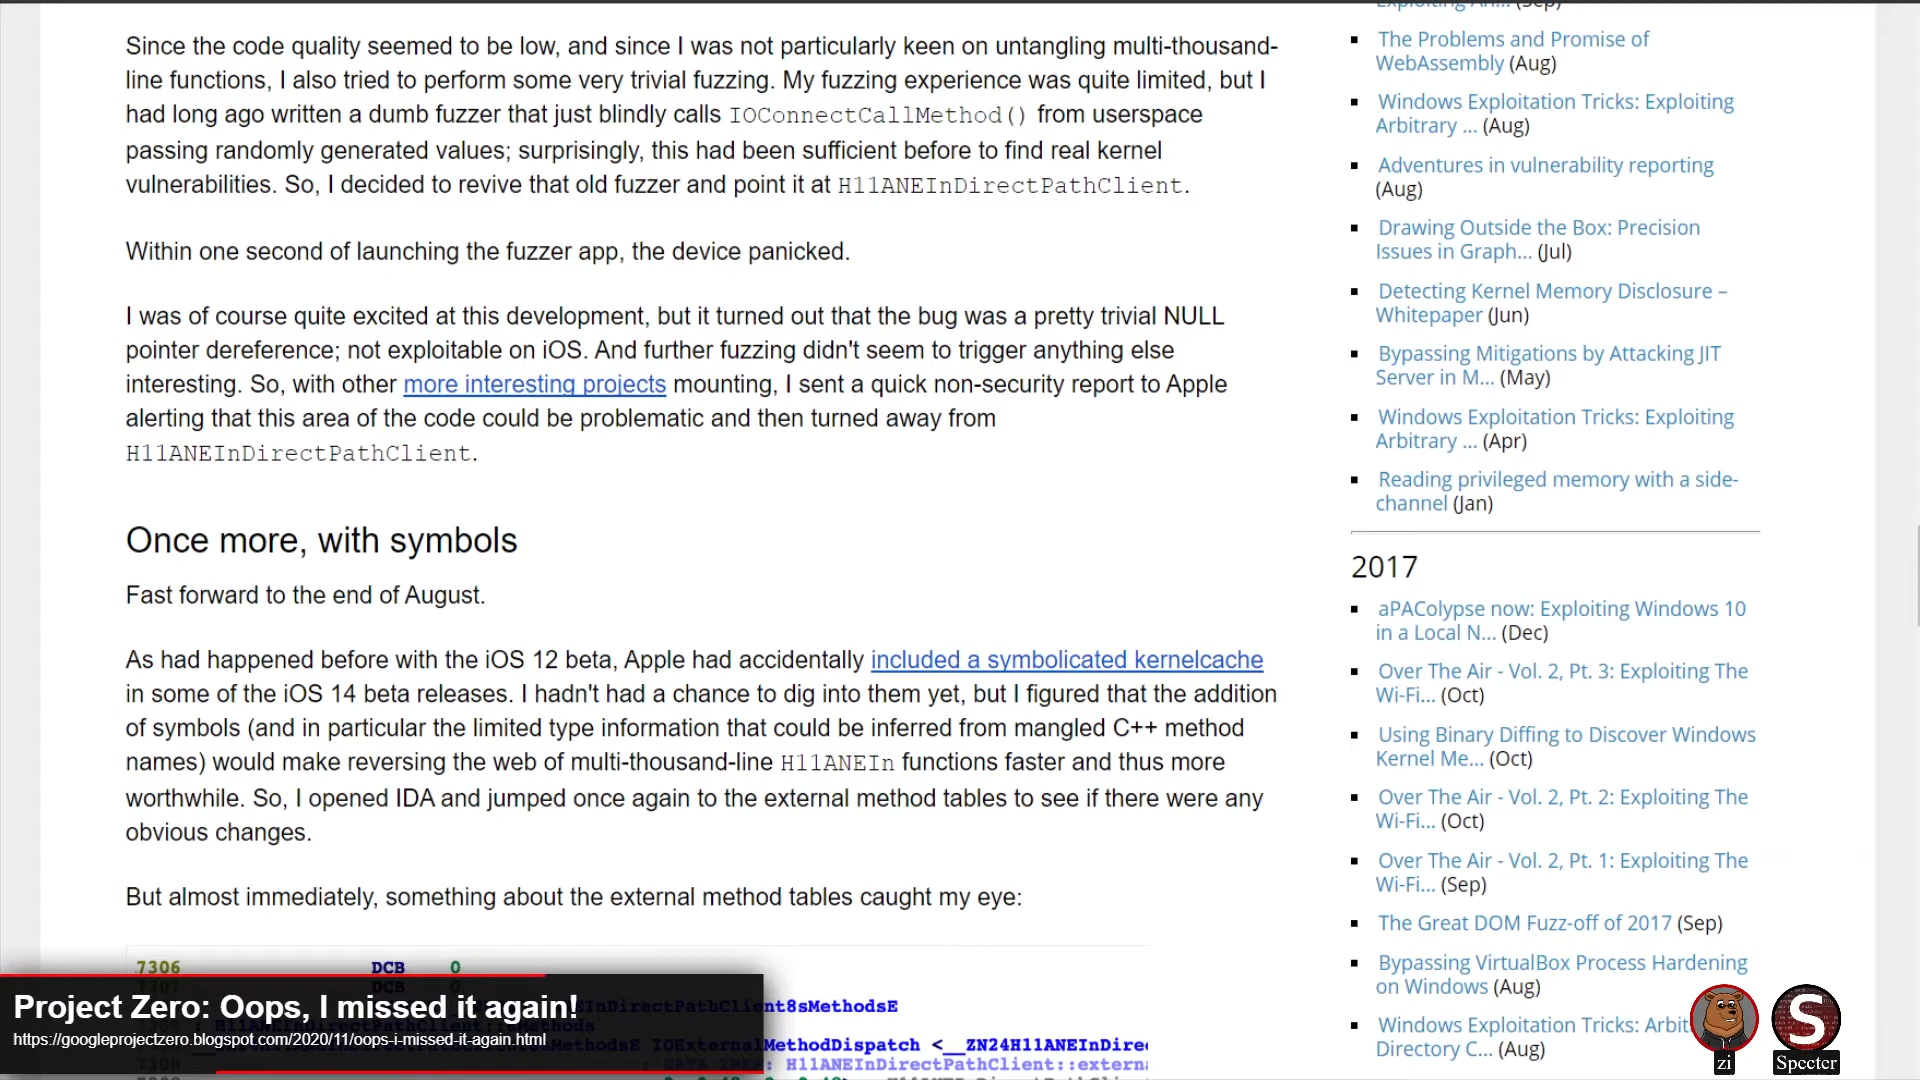 Since the code quality seemed to be low, and since I was not particularly keen on untangling multi-thousand-
line functions, I also tried to perform some very trivial fuzzing. My fuzzing experience was quite limited, but I
had long ago written a dumb fuzzer that just blindly calls IOConnectCallMethod() from userspace
passing randomly generated values; surprisingly, this had been sufficient before to find real kernel
vulnerabilities. So, I decided to revive that old fuzzer and point it at H11ANEInDirectPathClient.
Within one second of launching the fuzzer app, the device panicked.
I was of course quite excited at this development, but it turned out that the bug was a pretty trivial NULL
pointer dereference; not exploitable on iOS. And further fuzzing didn't seem to trigger anything else
interesting. So, with other more interesting projects mounting, I sent a quick non-security report to Apple
alerting that this area of the code could be problematic and then turned away from
H11ANEInDirectPathClient.
Once more, with symbols
Fast forward to the end of August.
As had happened before with the iOS 12 beta, Apple had accidentally included a symbolicated kernelcache
in some of the iOS 14 beta releases. I hadn't had a chance to dig into them yet, but I figured that the addition
of symbols (and in particular the limited type information that could be inferred from mangled C++ method
names) would make reversing the web of multi-thousand-line H11ANEIn functions faster and thus more
worthwhile. So, I opened IDA and jumped once again to the external method tables to see if there were any
obvious changes.
But almost immediately, something about the external method tables caught my eye:
7306 DCB 0
7307 DCB 0
InDirectPathClient8sMethodsE
IOExternalMethodDispatch <__ZN24H11ANEInDirec
H11ANEInDirectPathClient::externa
Project Zero: Oops, I missed it again!
https://googleprojectzero.blogspot.com/2020/11/oops-i-missed-it-again.html
Exploiting An... (Sep)
The Problems and Promise of
WebAssembly (Aug)
Windows Exploitation Tricks: Exploiting
Arbitrary ... (Aug)
Adventures in vulnerability reporting
(Aug)
Drawing Outside the Box: Precision
Issues in Graph... (Jul)
Detecting Kernel Memory Disclosure –
Whitepaper (Jun)
Bypassing Mitigations by Attacking JIT
Server in M... (May)
Windows Exploitation Tricks: Exploiting
Arbitrary ... (Apr)
Reading privileged memory with a side-
channel (Jan)
2017
aPAColypse now: Exploiting Windows 10
in a Local N... (Dec)
Over The Air - Vol. 2, Pt. 3: Exploiting The
Wi-Fi... (Oct)
Using Binary Diffing to Discover Windows
Kernel Me... (Oct)
Over The Air - Vol. 2, Pt. 2: Exploiting The
Wi-Fi... (Oct)
Over The Air - Vol. 2, Pt. 1: Exploiting The
Wi-Fi... (Sep)
The Great DOM Fuzz-off of 2017 (Sep)
Bypassing VirtualBox Process Hardening
on Windows (Aug)
Windows Exploitation Tricks: Arbit
Directory C... (Aug)
zi
S
Specter